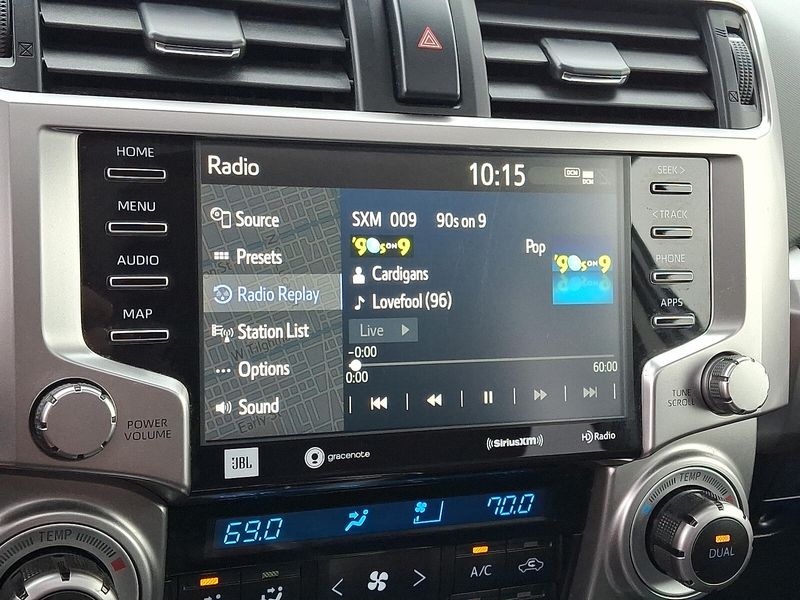 HOME
MENU
AUDIO
MAP
POWER
VOLUME
Radio
10:15
DCM
DCM
Source
Presets
Radio Replay
Station List
Options
Sound
SXM 009 90s on 9
'90s ON 9
Pop
'90s ON 9
Cardigans
Lovefool (96)
Live
-0:00
0:00
60:00
SEEK >
< TRACK
PHONE
APPS
TUNE
SCROLL
JBL
gracenote
((SiriusXM))
HD Radio
69.0
70.0
TEMP
TEMP
A/C
DUAL